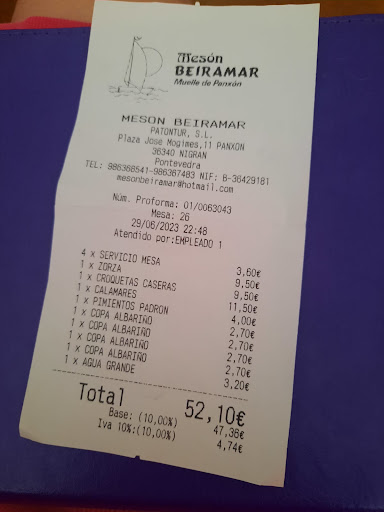 Mesón
BEIRAMAR
Muelle de Panxón
MESON BEIRAMAR
PATONTUR, S.L.
Plaza Jose Mogimes,11 PANXON
36340 NIGRAN
Pontevedra
TEL: 986368541-986367483 NIF: B-36429181
mesonbeiramar@hotmail.com
Núm. Proforma: 01/0063043
Mesa: 26
29/06/2023 22:48
Atendido por:EMPLEADO 1
4 x SERVICIO MESA 3,60€
1 x ZORZA 9,50€
1 x CROQUETAS CASERAS 9,50€
1 x CALAMARES 11,50€
1 x PIMIENTOS PADRON 4,00€
1 x COPA ALBARIÑO 2,70€
1 x COPA ALBARIÑO 2,70€
1 x COPA ALBARIÑO 2,70€
1 x COPA ALBARIÑO 2,70€
1 x AGUA GRANDE 3,20€
Total 52,10€
Base: (10,00%) 47,36€
Iva 10%:(10,00%) 4,74€